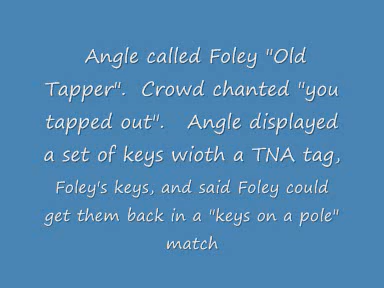 Angle called Foley "Old
Tapper". Crowd chanted "you
tapped out". Angle displayed
a set of keys wioth a TNA tag,
Foley's keys, and said Foley could
get them back in a "keys on a pole"
match